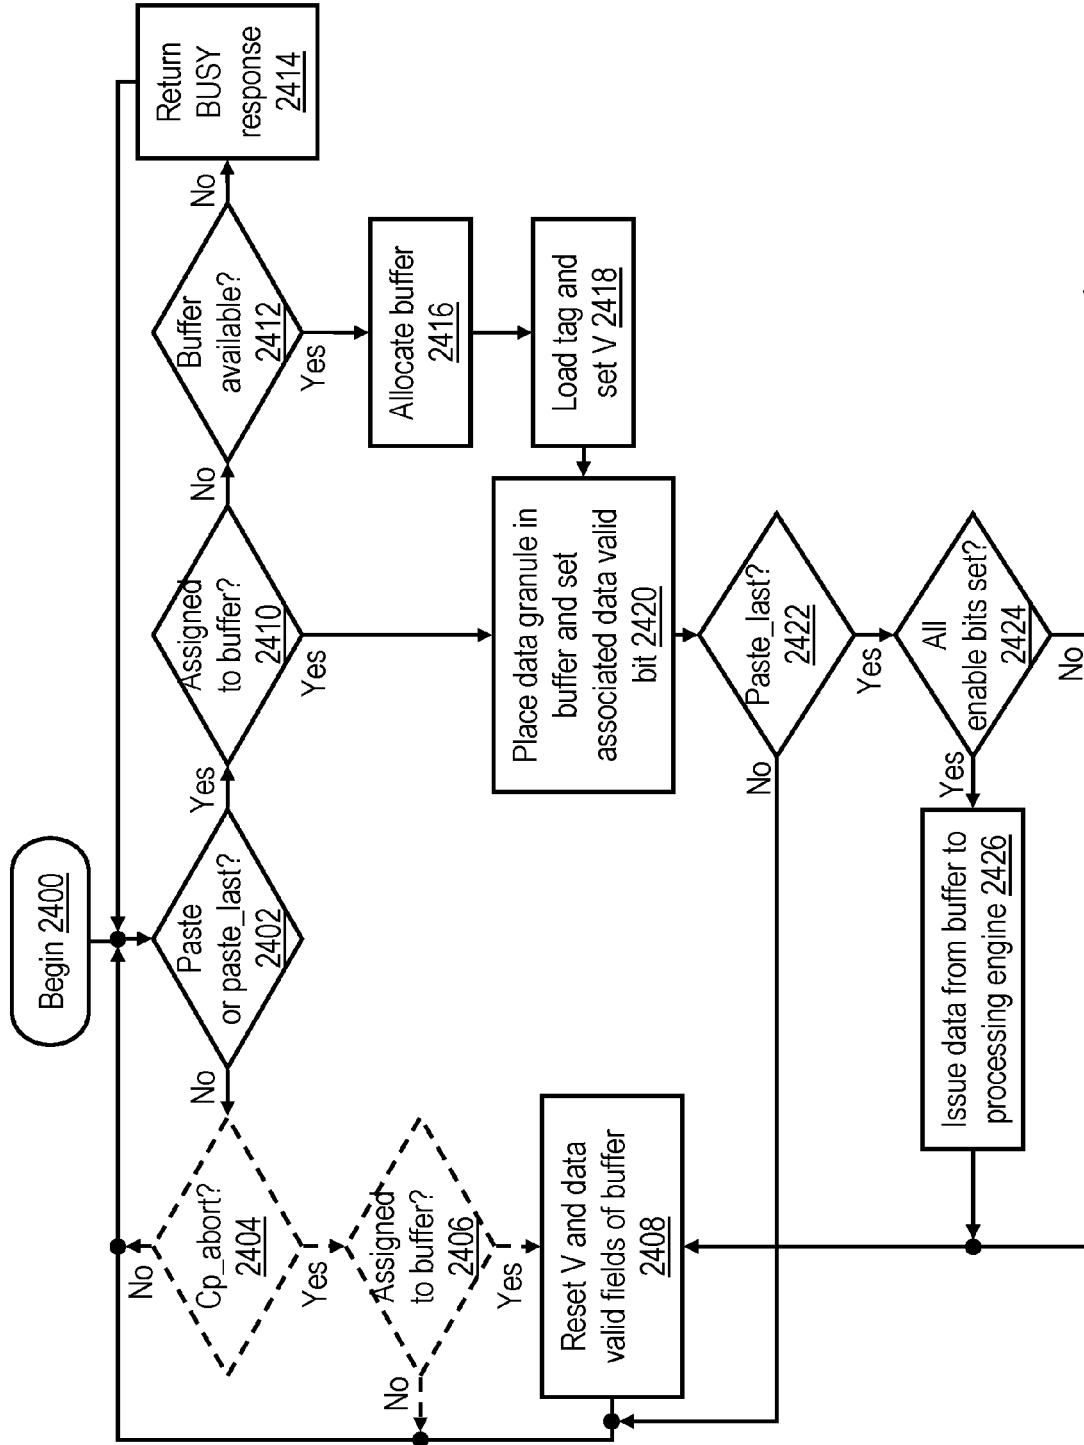 Begin 2400
Paste
or paste_last?
2402
No
Yes
Cp_abort?
2404
No
Yes
Assigned
to buffer?
2406
No
Yes
Reset V and data
valid fields of buffer
2408
Assigned
to buffer?
2410
No
Yes
Buffer
available?
2412
No
Yes
Return
BUSY
response
2414
Allocate buffer
2416
Load tag and
set V 2418
Place data granule in
buffer and set
associated data valid
bit 2420
Paste_last?
2422
No
Yes
All
enable bits set?
2424
Yes
No
Issue data from buffer to
processing engine 2426